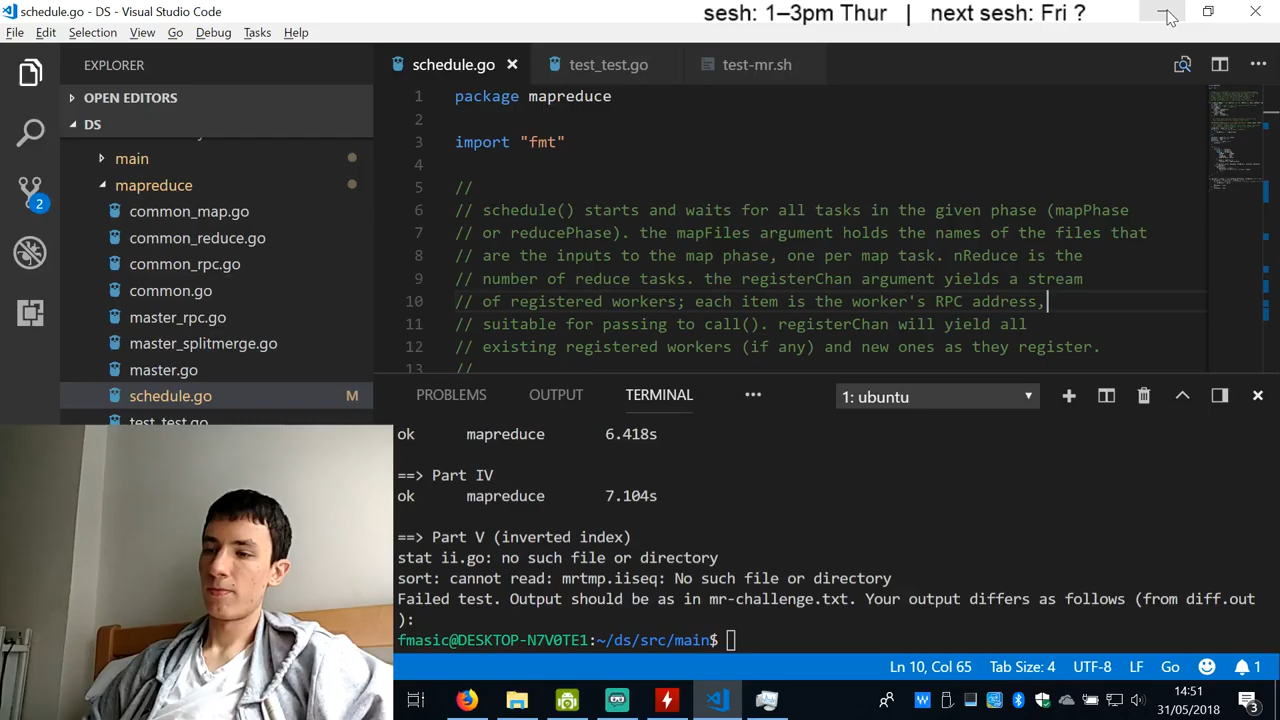 schedule.go - DS - Visual Studio Code
sesh: 1–3pm Thur | next sesh: Fri ?
File Edit Selection View Go Debug Tasks Help
EXPLORER
OPEN EDITORS
DS
main
mapreduce
common_map.go
common_reduce.go
common_rpc.go
common.go
master_rpc.go
master_splitmerge.go
master.go
schedule.go M
test_test.go
2
schedule.go test_test.go test-mr.sh
1 package mapreduce
2
3 import "fmt"
4
5 //
6 // schedule() starts and waits for all tasks in the given phase (mapPhase
7 // or reducePhase). the mapFiles argument holds the names of the files that
8 // are the inputs to the map phase, one per map task. nReduce is the
9 // number of reduce tasks. the registerChan argument yields a stream
10 // of registered workers; each item is the worker's RPC address,
11 // suitable for passing to call(). registerChan will yield all
12 // existing registered workers (if any) and new ones as they register.
13 //
PROBLEMS OUTPUT TERMINAL ••• 1: ubuntu
ok mapreduce 6.418s
==> Part IV
ok mapreduce 7.104s
==> Part V (inverted index)
stat ii.go: no such file or directory
sort: cannot read: mrtmp.iiseq: No such file or directory
Failed test. Output should be as in mr-challenge.txt. Your output differs as follows (from diff.out
):
fmasic@DESKTOP-N7V0TE1:~/ds/src/main$
Ln 10, Col 65 Tab Size: 4 UTF-8 LF Go 1
14:51
31/05/2018
3